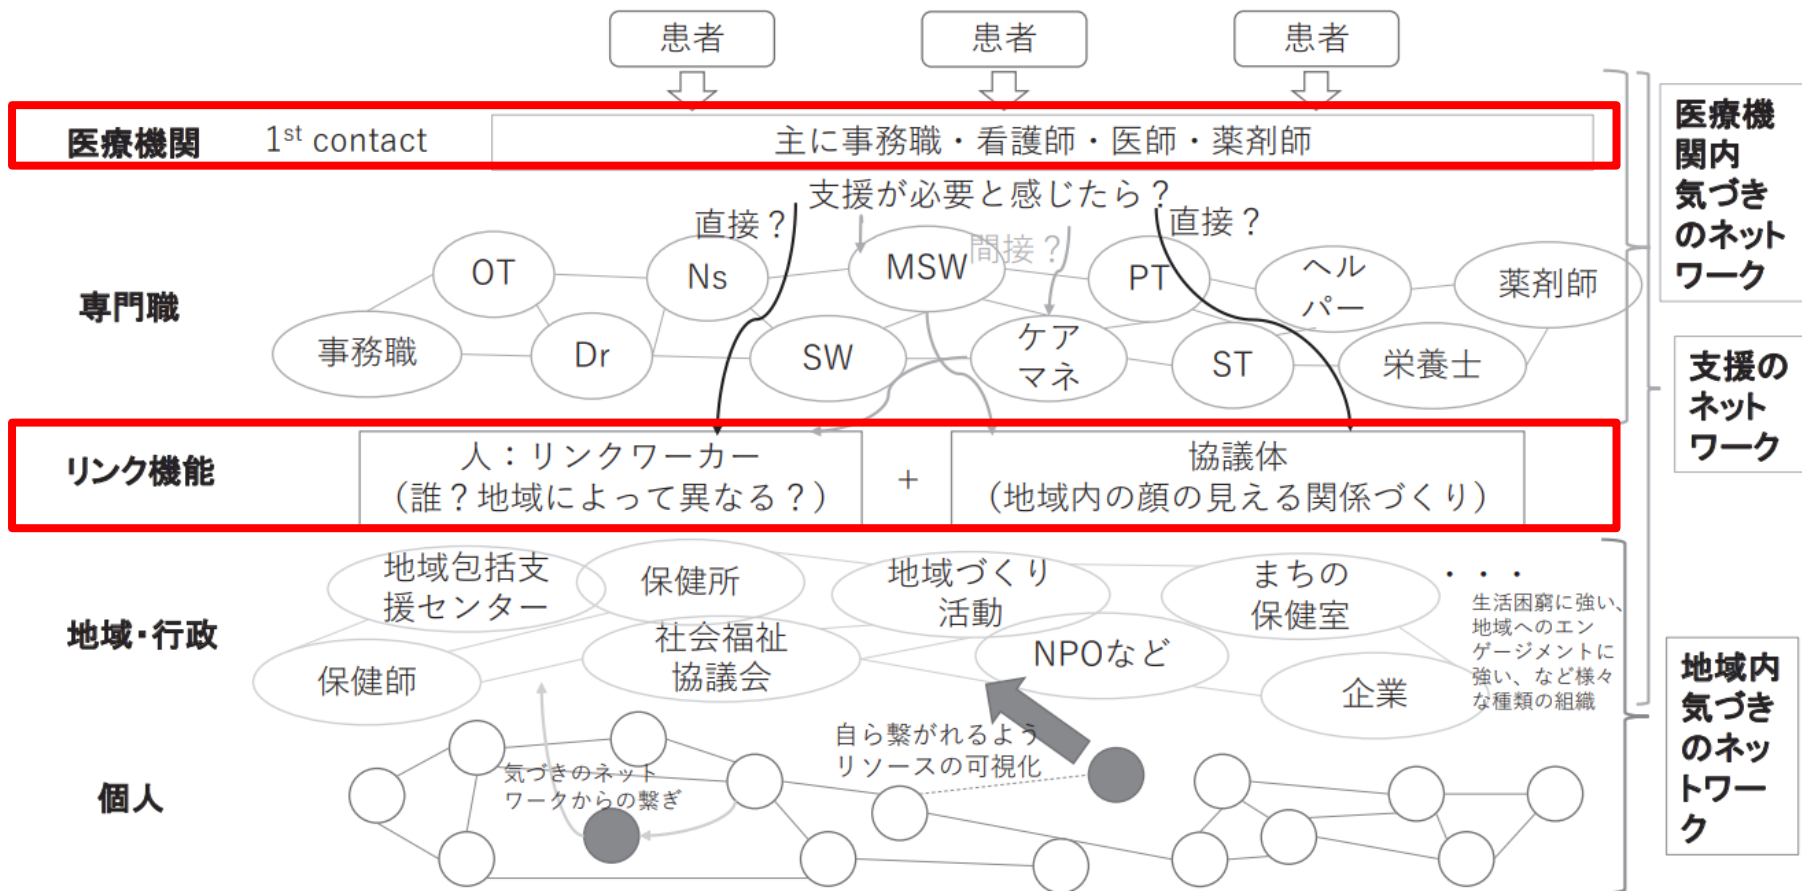 患者
患者
患者
医療機関
1st contact
主に事務職・看護師・医師・薬剤師
医療機
関内
気づき
のネット
ワーク
支援が必要と感じたら？
直接？
間接？
直接？
専門職
OT
Ns
MSW
PT
ヘル
パー
薬剤師
事務職
Dr
SW
ケア
マネ
ST
栄養士
支援の
ネット
ワーク
リンク機能
人：リンクワーカー
（誰？地域によって異なる？）
+
協議体
（地域内の顔の見える関係づくり）
地域・行政
地域包括支
援センター
保健所
地域づくり
活動
まちの
保健室
・・・
生活困窮に強い、
地域へのエン
ゲージメントに
強い、など様々
な種類の組織
保健師
社会福祉
協議会
NPOなど
企業
地域内
気づき
のネッ
トワー
ク
個人
気づきのネット
ワークからの繋ぎ
自ら繋がれるよう
リソースの可視化